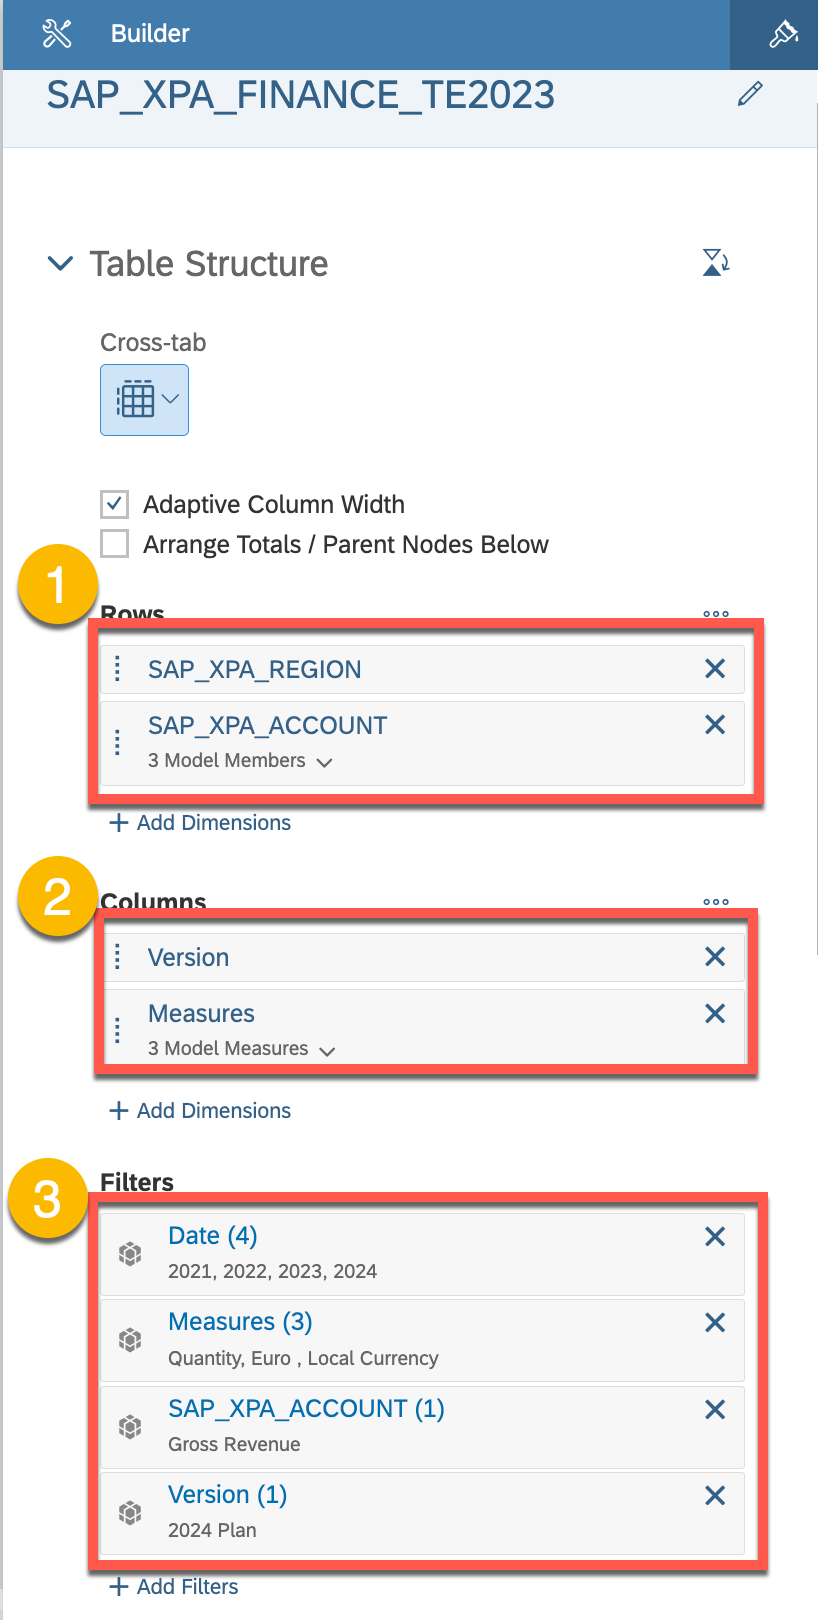 Builder
SAP_XPA_FINANCE_TE2023
Table Structure
Cross-tab
Adaptive Column Width
Arrange Totals / Parent Nodes Below
1
Rows
SAP_XPA_REGION
SAP_XPA_ACCOUNT
3 Model Members
+ Add Dimensions
2
Columns
Version
Measures
3 Model Measures
+ Add Dimensions
3
Filters
Date (4)
2021, 2022, 2023, 2024
Measures (3)
Quantity, Euro , Local Currency
SAP_XPA_ACCOUNT (1)
Gross Revenue
Version (1)
2024 Plan
+ Add Filters